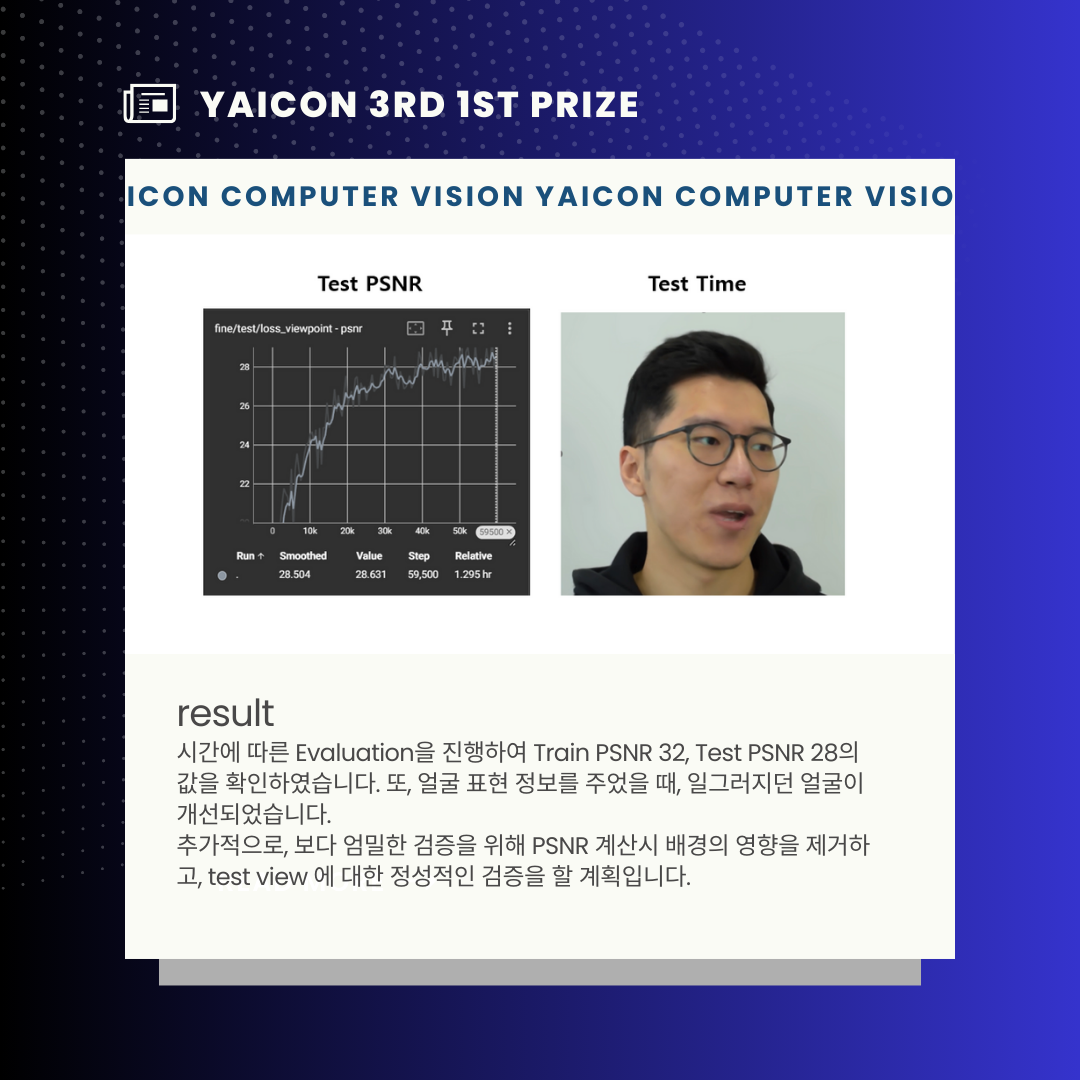 YAICON 3RD 1ST PRIZE
ICON COMPUTER VISION YAICON COMPUTER VISIO
Test PSNR
Test Time
fine/test/loss_viewpoint - psnr
28
26
24
22
0 10k 20k 30k 40k 50k 59500 ×
Run ↑ Smoothed Value Step Relative
. 28.504 28.631 59,500 1.295 hr
result
시간에 따른 Evaluation을 진행하여 Train PSNR 32, Test PSNR 28의
값을 확인하였습니다. 또, 얼굴 표현 정보를 주었을 때, 일그러지던 얼굴이
개선되었습니다.
추가적으로, 보다 엄밀한 검증을 위해 PSNR 계산시 배경의 영향을 제거하
고, test view 에 대한 정성적인 검증을 할 계획입니다.